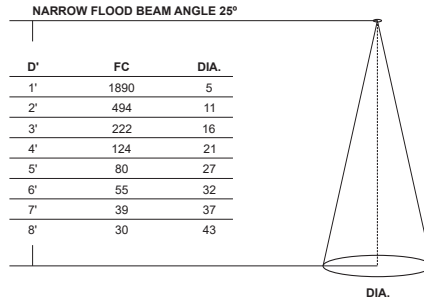 NARROW FLOOD BEAM ANGLE 25º
D' FC DIA.
1' 1890 5
2' 494 11
3' 222 16
4' 124 21
5' 80 27
6' 55 32
7' 39 37
8' 30 43
DIA.